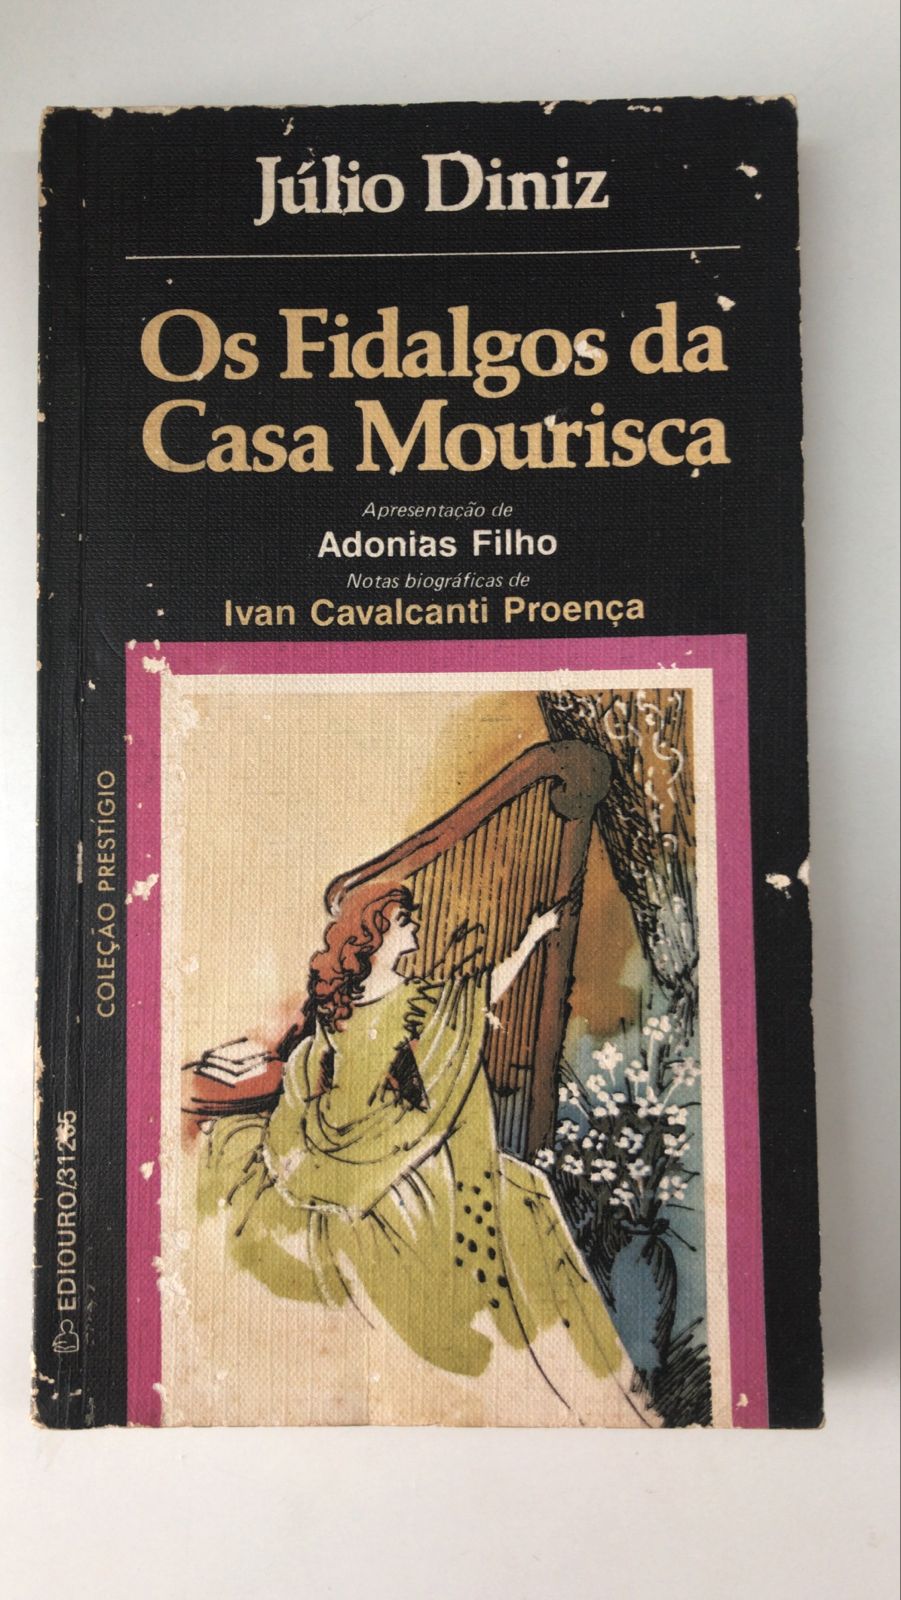 Júlio Diniz
Os Fidalgos da
Casa Mourisca
Apresentação de
Adonias Filho
Notas biográficas de
Ivan Cavalcanti Proença
COLEÇÃO PRESTÍGIO
EDIOURO/31265